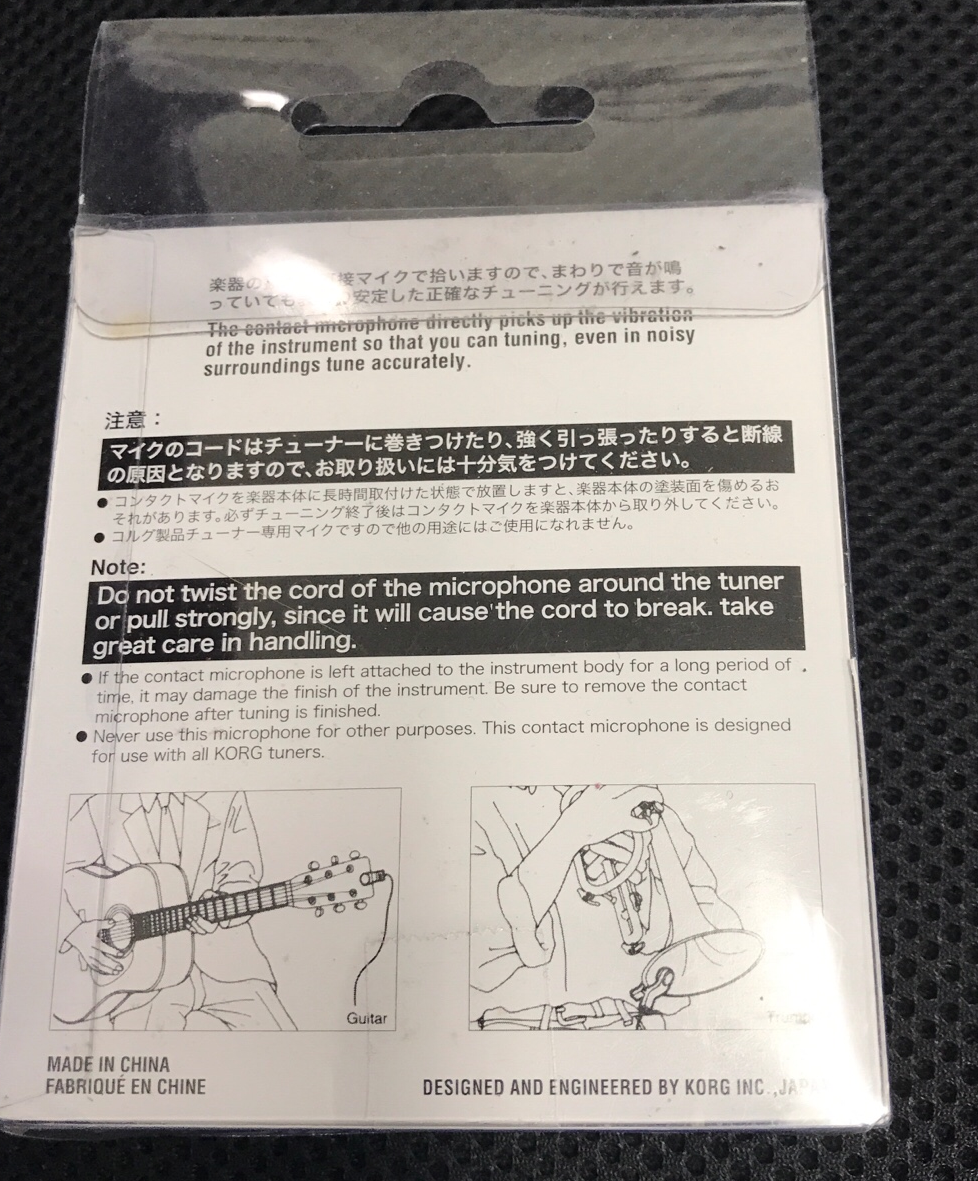 楽器の 接マイクで拾いますので、まわりで音が鳴
っていても 安定した正確なチューニングが行えます。
The contact microphone directly picks up the vibration
of the instrument so that you can tuning, even in noisy
surroundings tune accurately.
注意：
マイクのコードはチューナーに巻きつけたり、強く引っ張ったりすると断線
の原因となりますので、お取り扱いには十分気をつけてください。
● コンタクトマイクを楽器本体に長時間取付けた状態で放置しますと、楽器本体の塗装面を傷めるお
それがあります。必ずチューニング終了後はコンタクトマイクを楽器本体から取り外してください。
● コルグ製品チューナー専用マイクですので他の用途にはご使用になれません。
Note:
Do not twist the cord of the microphone around the tuner
or pull strongly, since it will cause the cord to break. take
great care in handling.
● If the contact microphone is left attached to the instrument body for a long period of
time, it may damage the finish of the instrument. Be sure to remove the contact
microphone after tuning is finished.
● Never use this microphone for other purposes. This contact microphone is designed
for use with all KORG tuners.
Guitar
MADE IN CHINA
FABRIQUÉ EN CHINE
DESIGNED AND ENGINEERED BY KORG INC.,